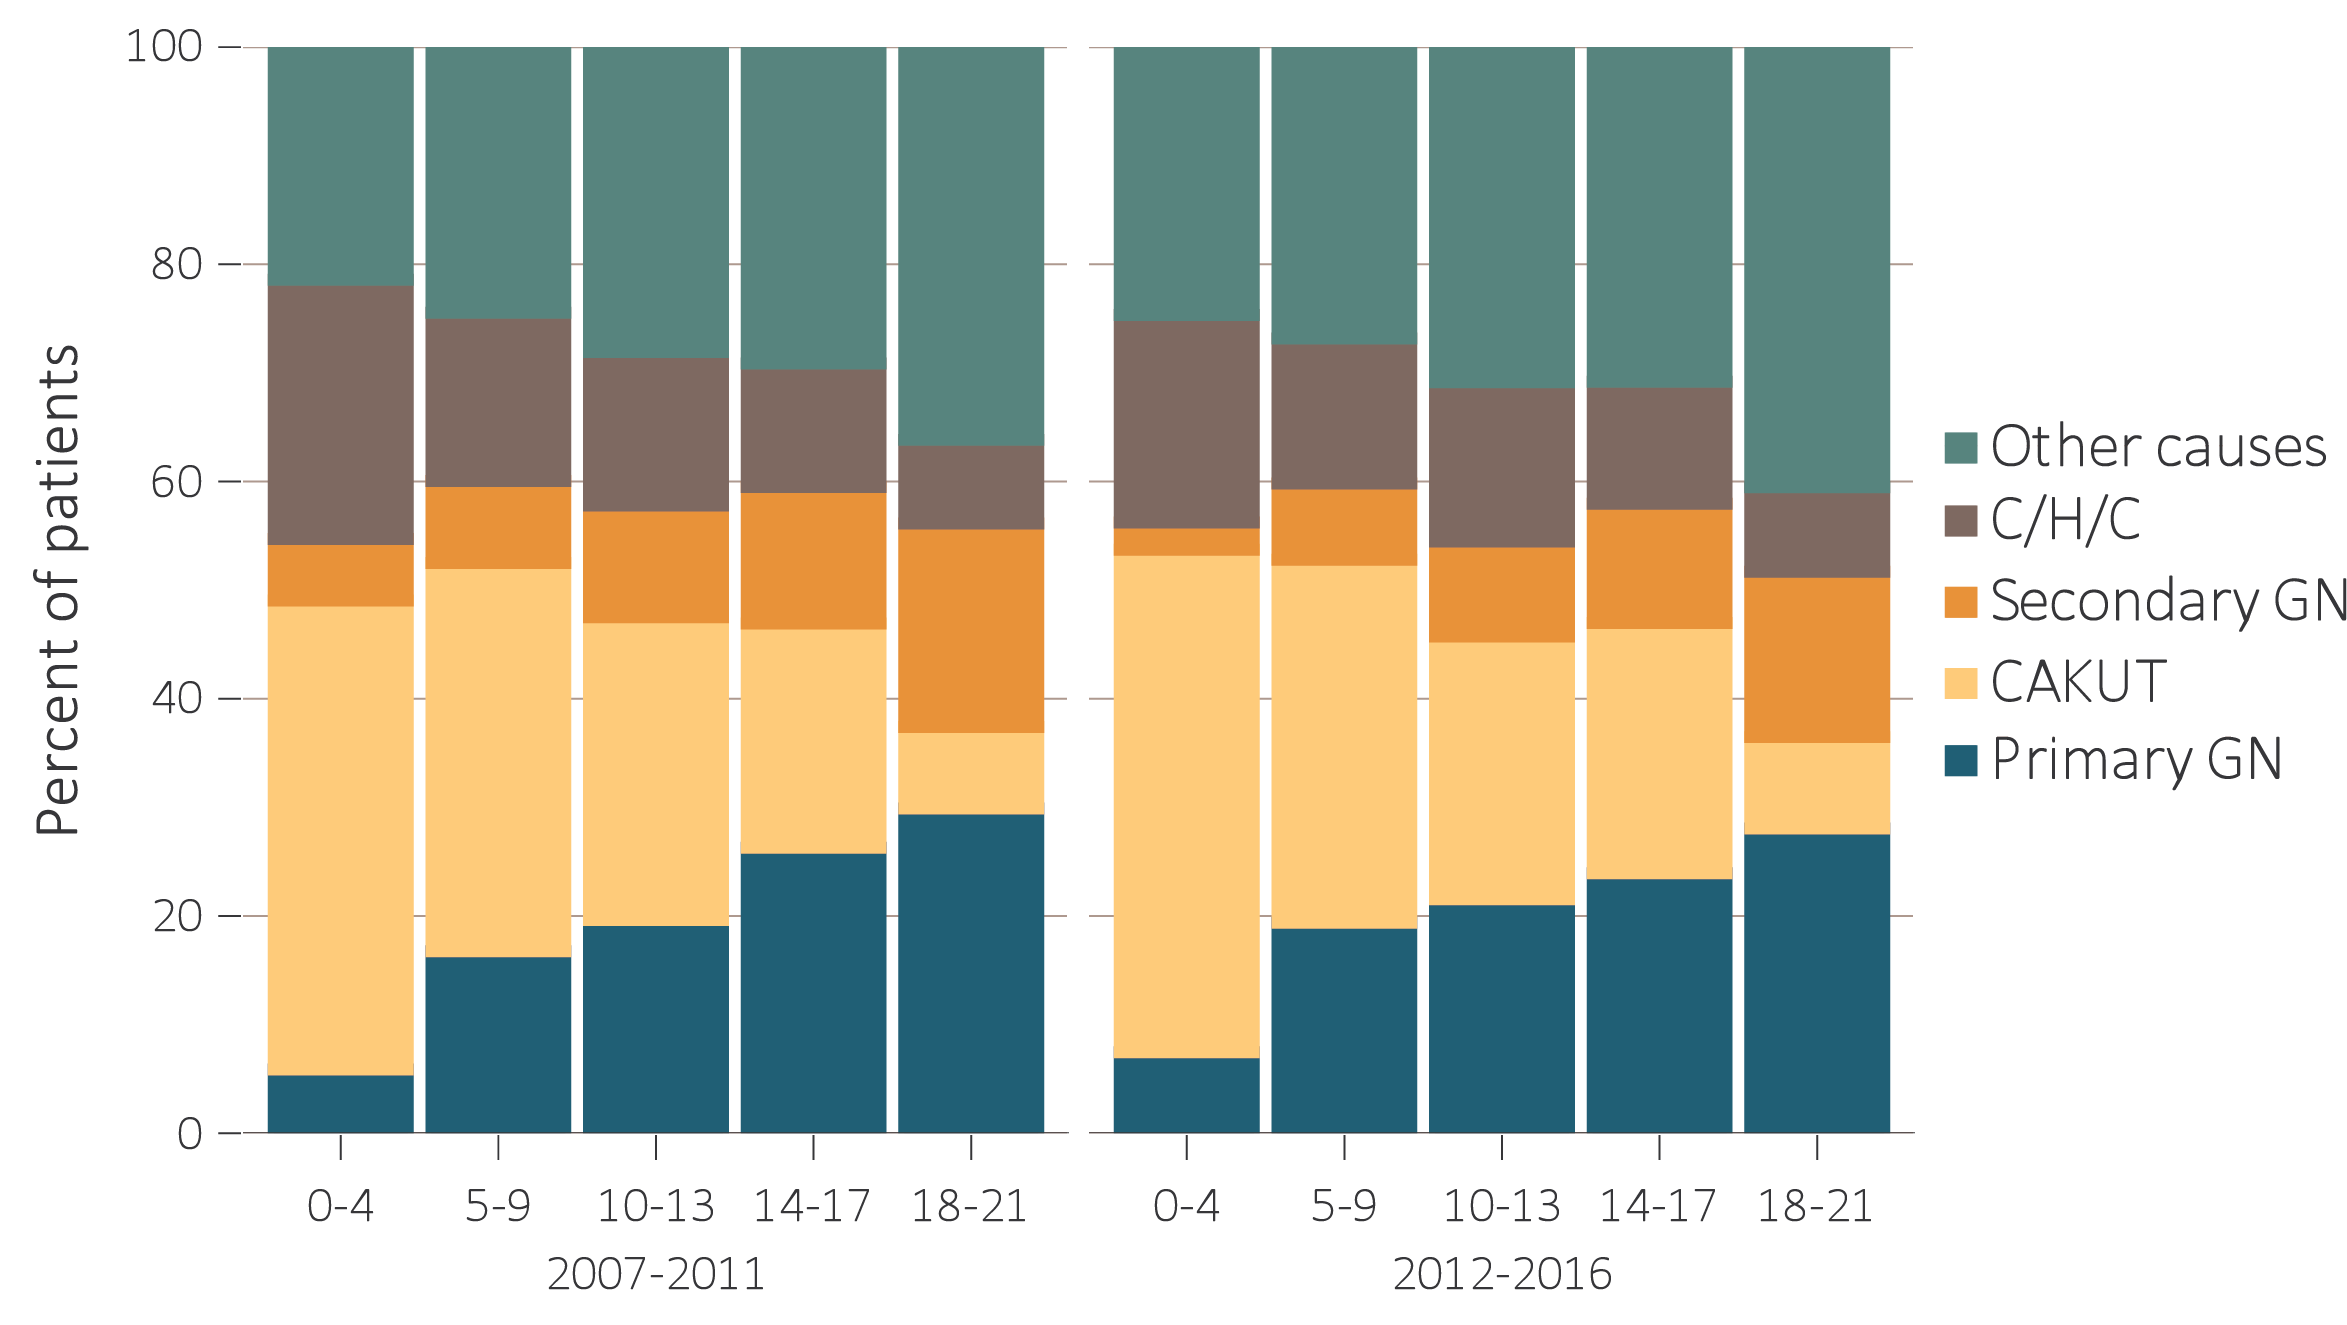 Percent of patients
100
80
60
40
20
0
0-4 5-9 10-13 14-17 18-21 0-4 5-9 10-13 14-17 18-21
2007-2011 2012-2016
Other causes
C/H/C
Secondary GN
CAKUT
Primary GN